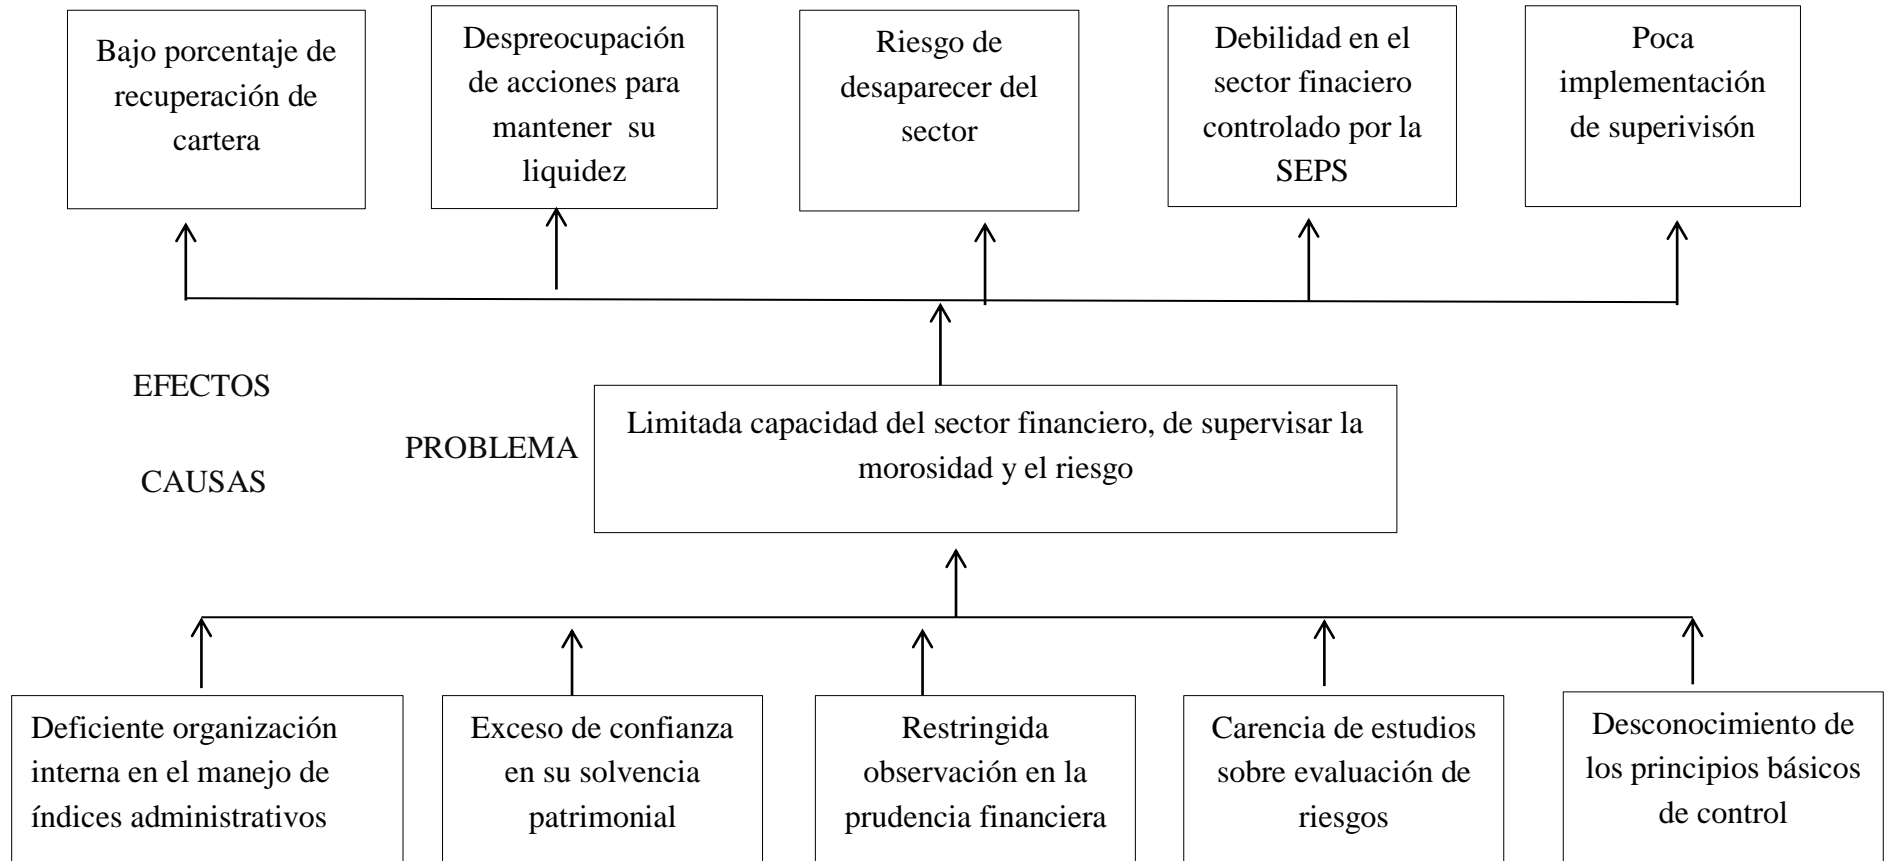 Bajo porcentaje de
recuperación de
cartera
Despreocupación
de acciones para
mantener su
liquidez
Riesgo de
desaparecer del
sector
Debilidad en el
sector finaciero
controlado por la
SEPS
Poca
implementación
de superivisón
EFECTOS
PROBLEMA
CAUSAS
Limitada capacidad del sector financiero, de supervisar la
morosidad y el riesgo
Deficiente organización
interna en el manejo de
índices administrativos
Exceso de confianza
en su solvencia
patrimonial
Restringida
observación en la
prudencia financiera
Carencia de estudios
sobre evaluación de
riesgos
Desconocimiento de
los principios básicos
de control